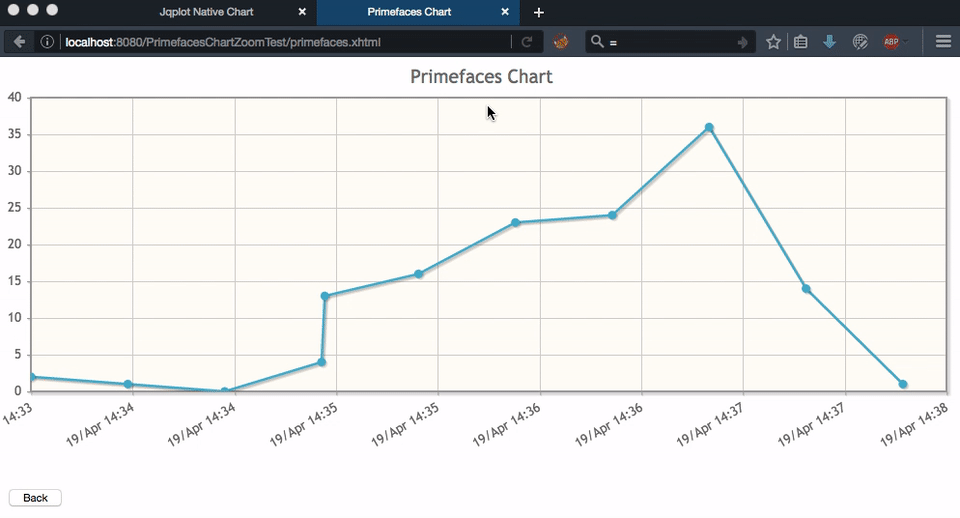 Jqplot Native Chart × Primefaces Chart × +
localhost:8080/PrimefacesChartZoomTest/primefaces.xhtml = ABP
Primefaces Chart
40
35
30
25
20
15
10
5
0
14:33 19/Apr 14:34 19/Apr 14:34 19/Apr 14:35 19/Apr 14:35 19/Apr 14:36 19/Apr 14:36 19/Apr 14:37 19/Apr 14:37 19/Apr 14:38
Back